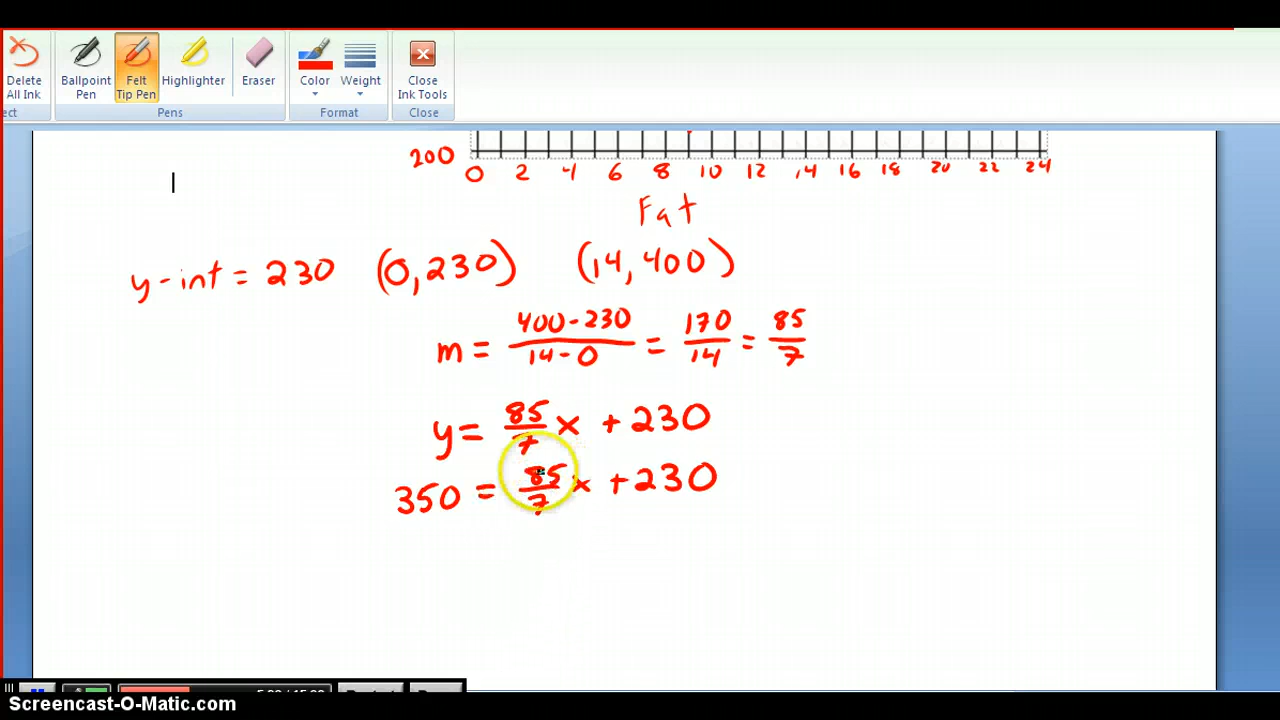 Delete All Ink
Ballpoint Pen
Felt Tip Pen
Highlighter
Eraser
Color
Weight
Close Ink Tools
ect
Pens
Format
Close
200
0 2 4 6 8 10 12 14 16 18 20 22 24
Fat
y-int = 230 (0,230) (14,400)
m = 400-230 / 14-0 = 170/14 = 85/7
y = 85/7 x + 230
350 = 85/7 x + 230
Screencast-O-Matic.com